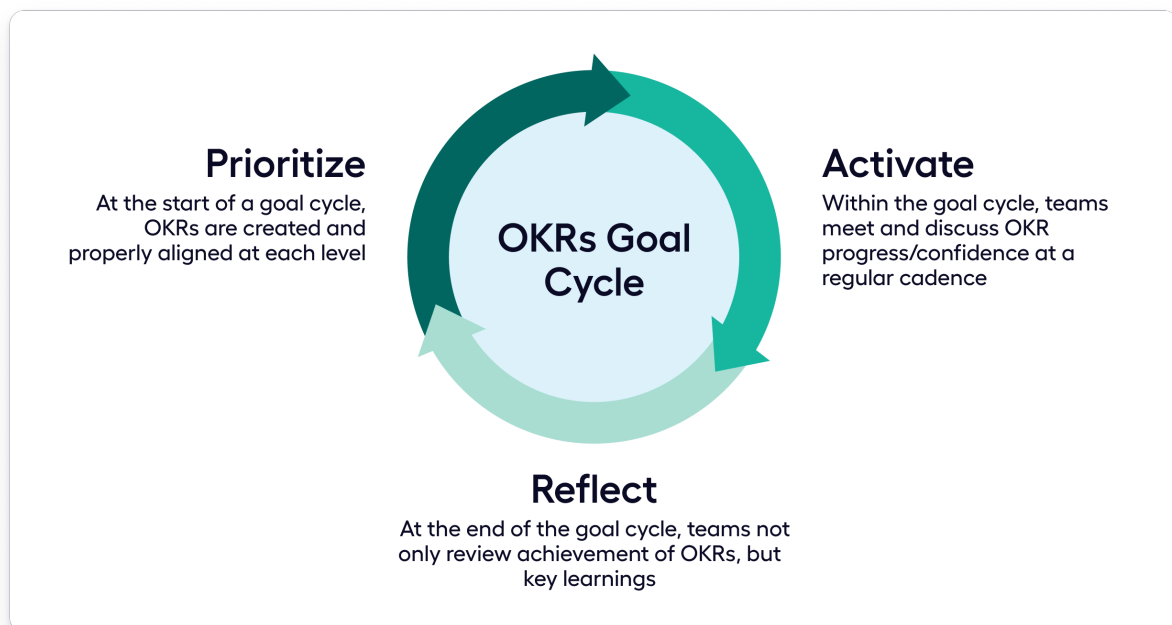 Prioritize
At the start of a goal cycle,
OKRs are created and
properly aligned at each level
OKRs Goal
Cycle
Activate
Within the goal cycle, teams
meet and discuss OKR
progress/confidence at a
regular cadence
Reflect
At the end of the goal cycle, teams not
only review achievement of OKRs, but
key learnings